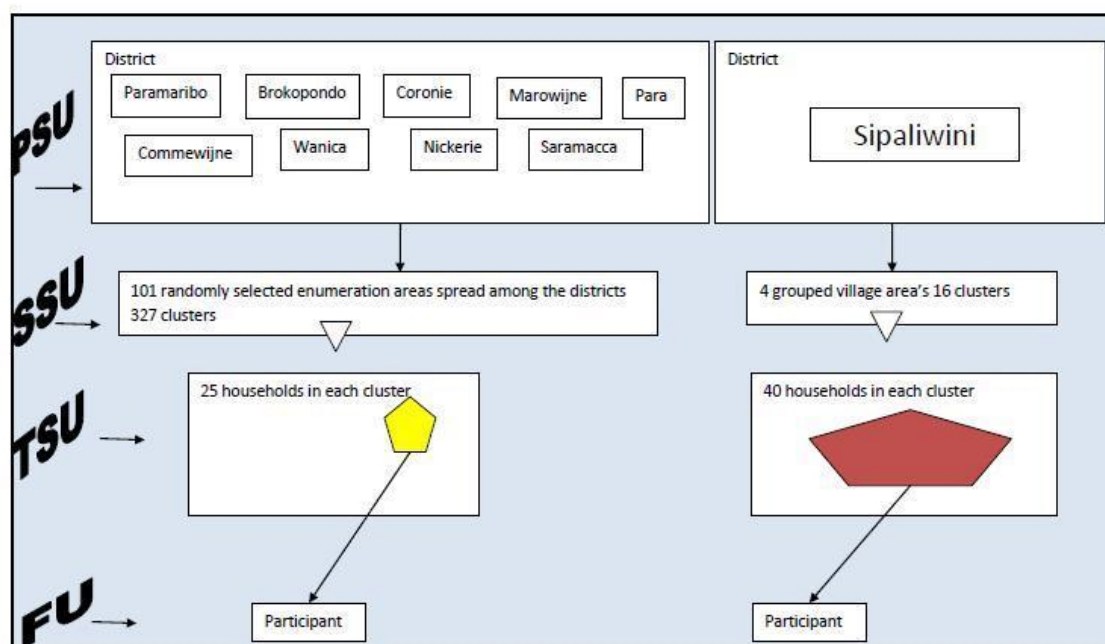 PSU
District
Paramaribo
Brokopondo
Coronie
Marowijne
Para
Commewijne
Wanica
Nickerie
Saramacca
District
Sipaliwini
SSU
101 randomly selected enumeration areas spread among the districts
327 clusters
4 grouped village area's 16 clusters
TSU
25 households in each cluster
40 households in each cluster
FU
Participant
Participant